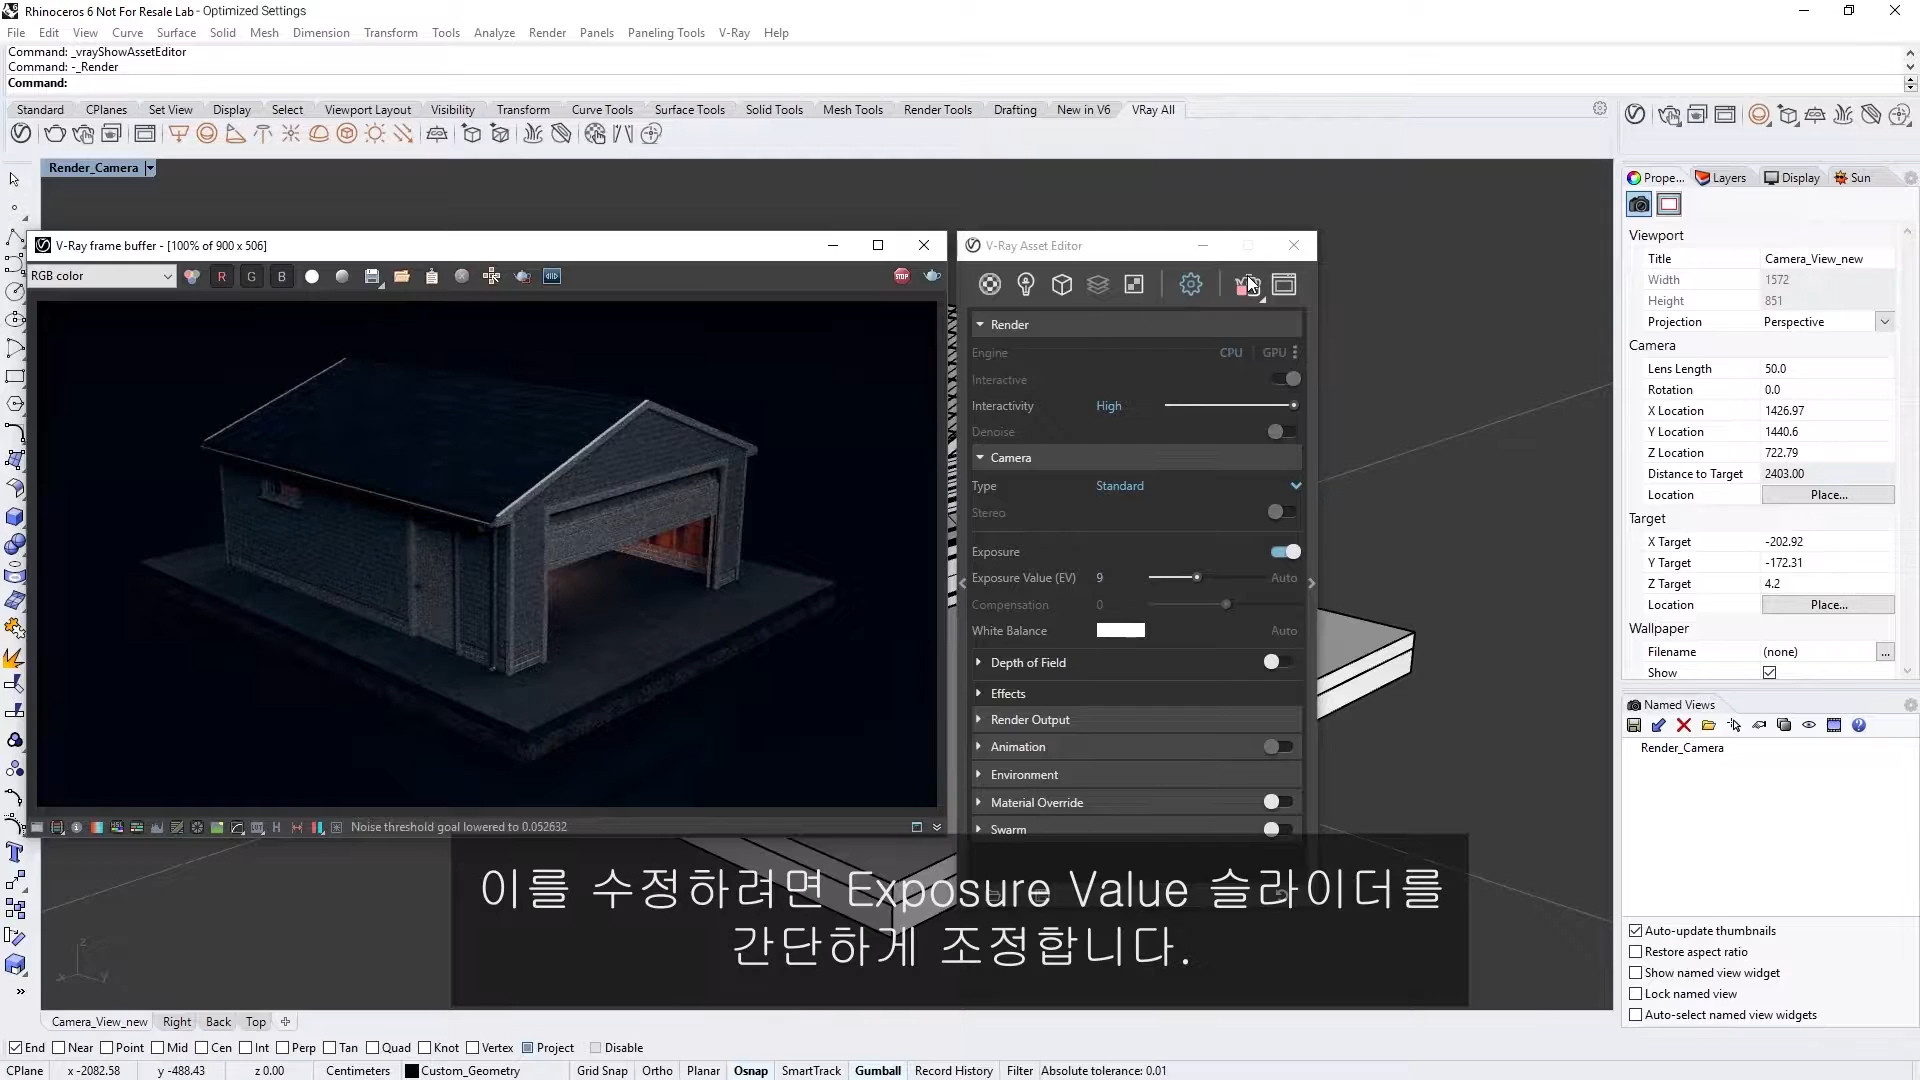 Rhinoceros 6 Not For Resale Lab - Optimized Settings
File Edit View Curve Surface Solid Mesh Dimension Transform Tools Analyze Render Panels Paneling Tools V-Ray Help
Command: _vrayShowAssetEditor
Command: -_Render
Command:
Standard CPlanes Set View Display Select Viewport Layout Visibility Transform Curve Tools Surface Tools Solid Tools Mesh Tools Render Tools Drafting New in V6 VRay All
Render_Camera
V-Ray frame buffer - [100% of 900 x 506]
RGB color R G B STOP
Noise threshold goal lowered to 0.052632
V-Ray Asset Editor
Render
Engine CPU GPU
Interactive
Interactivity High
Denoise
Camera
Type Standard
Stereo
Exposure
Exposure Value (EV) 9 Auto
Compensation 0
White Balance Auto
Depth of Field
Effects
Render Output
Animation
Environment
Material Override
Swarm
이를 수정하려면 Exposure Value 슬라이더를
간단하게 조정합니다.
Prope... Layers Display Sun
Viewport
Title Camera_View_new
Width 1572
Height 851
Projection Perspective
Camera
Lens Length 50.0
Rotation 0.0
X Location 1426.97
Y Location 1440.6
Z Location 722.79
Distance to Target 2403.00
Location Place...
Target
X Target -202.92
Y Target -172.31
Z Target 4.2
Location Place...
Wallpaper
Filename (none) ...
Show
Named Views
Render_Camera
Auto-update thumbnails
Restore aspect ratio
Show named view widget
Lock named view
Auto-select named view widgets
Camera_View_new Right Back Top
End Near Point Mid Cen Int Perp Tan Quad Knot Vertex Project Disable
CPlane x -2082.58 y -488.43 z 0.00 Centimeters Custom_Geometry Grid Snap Ortho Planar Osnap SmartTrack Gumball Record History Filter Absolute tolerance: 0.01